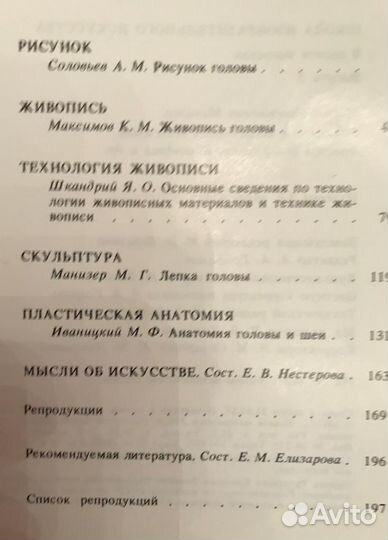 РИСУНОК
Соловьев А. М. Рисунок головы . . . . .
ЖИВОПИСЬ
Максимов К. М. Живопись головы . . . .
ТЕХНОЛОГИЯ ЖИВОПИСИ
Шкандрий Я. О. Основные сведения по техно-
логии живописных материалов и технике жи-
вописи . . . . . . . . . . . 79
СКУЛЬПТУРА
Манизер М. Г. Лепка головы . . . . . 119
ПЛАСТИЧЕСКАЯ АНАТОМИЯ
Иваницкий М. Ф. Анатомия головы и шеи . . 131
МЫСЛИ ОБ ИСКУССТВЕ. Сост. Е. В. Нестерова . 163
Репродукции . . . . . . . . . 169
Рекомендуемая литература. Сост. Е. М. Елизарова . 196
Список репродукций . . . . . . . 197
Avito